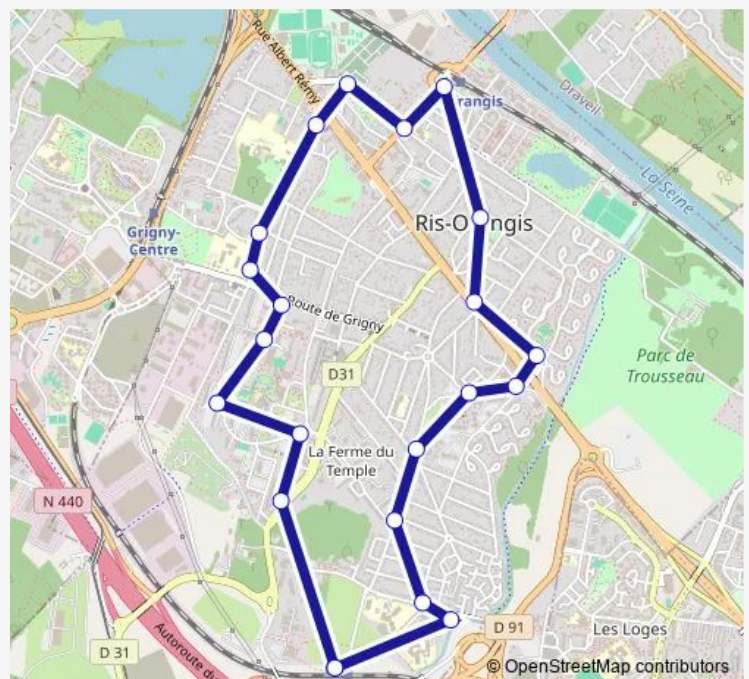 Rue Albert Rémy
rangis
Draveil
La Seine
Grigny-
Centre
Ris-O ngis
Route de Grigny
Parc de
Trousseau
D31
La Ferme du
Temple
N 440
D 91
Les Loges
D 31
Autoroute du
© OpenStreetMap contributors